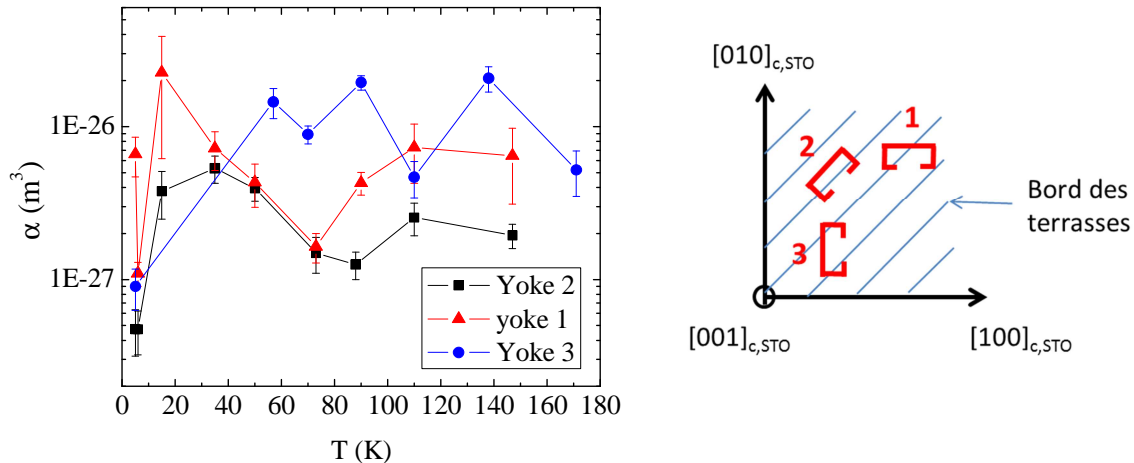 1E-26
1E-27
α (m³)
0 20 40 60 80 100 120 140 160 180
T (K)
Yoke 2
yoke 1
Yoke 3
[010]c,STO
1
2
3
Bord des
terrasses
[001]c,STO
[100]c,STO